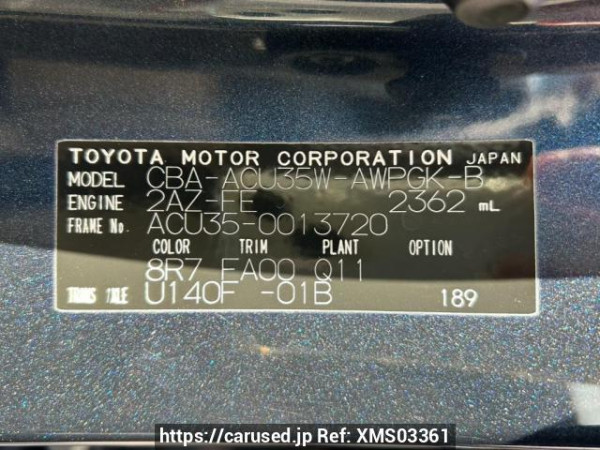 TOYOTA MOTOR CORPORATION JAPAN
MODEL CBA-ACU35W-AWPGK-B
ENGINE 2AZ-FE 2362 mL
FRAME No. ACU35-0013720
COLOR TRIM PLANT OPTION
8R7 FA00 Q11
TRANS AXLE U140F -01B 189
https://carused.jp Ref: XMS03361